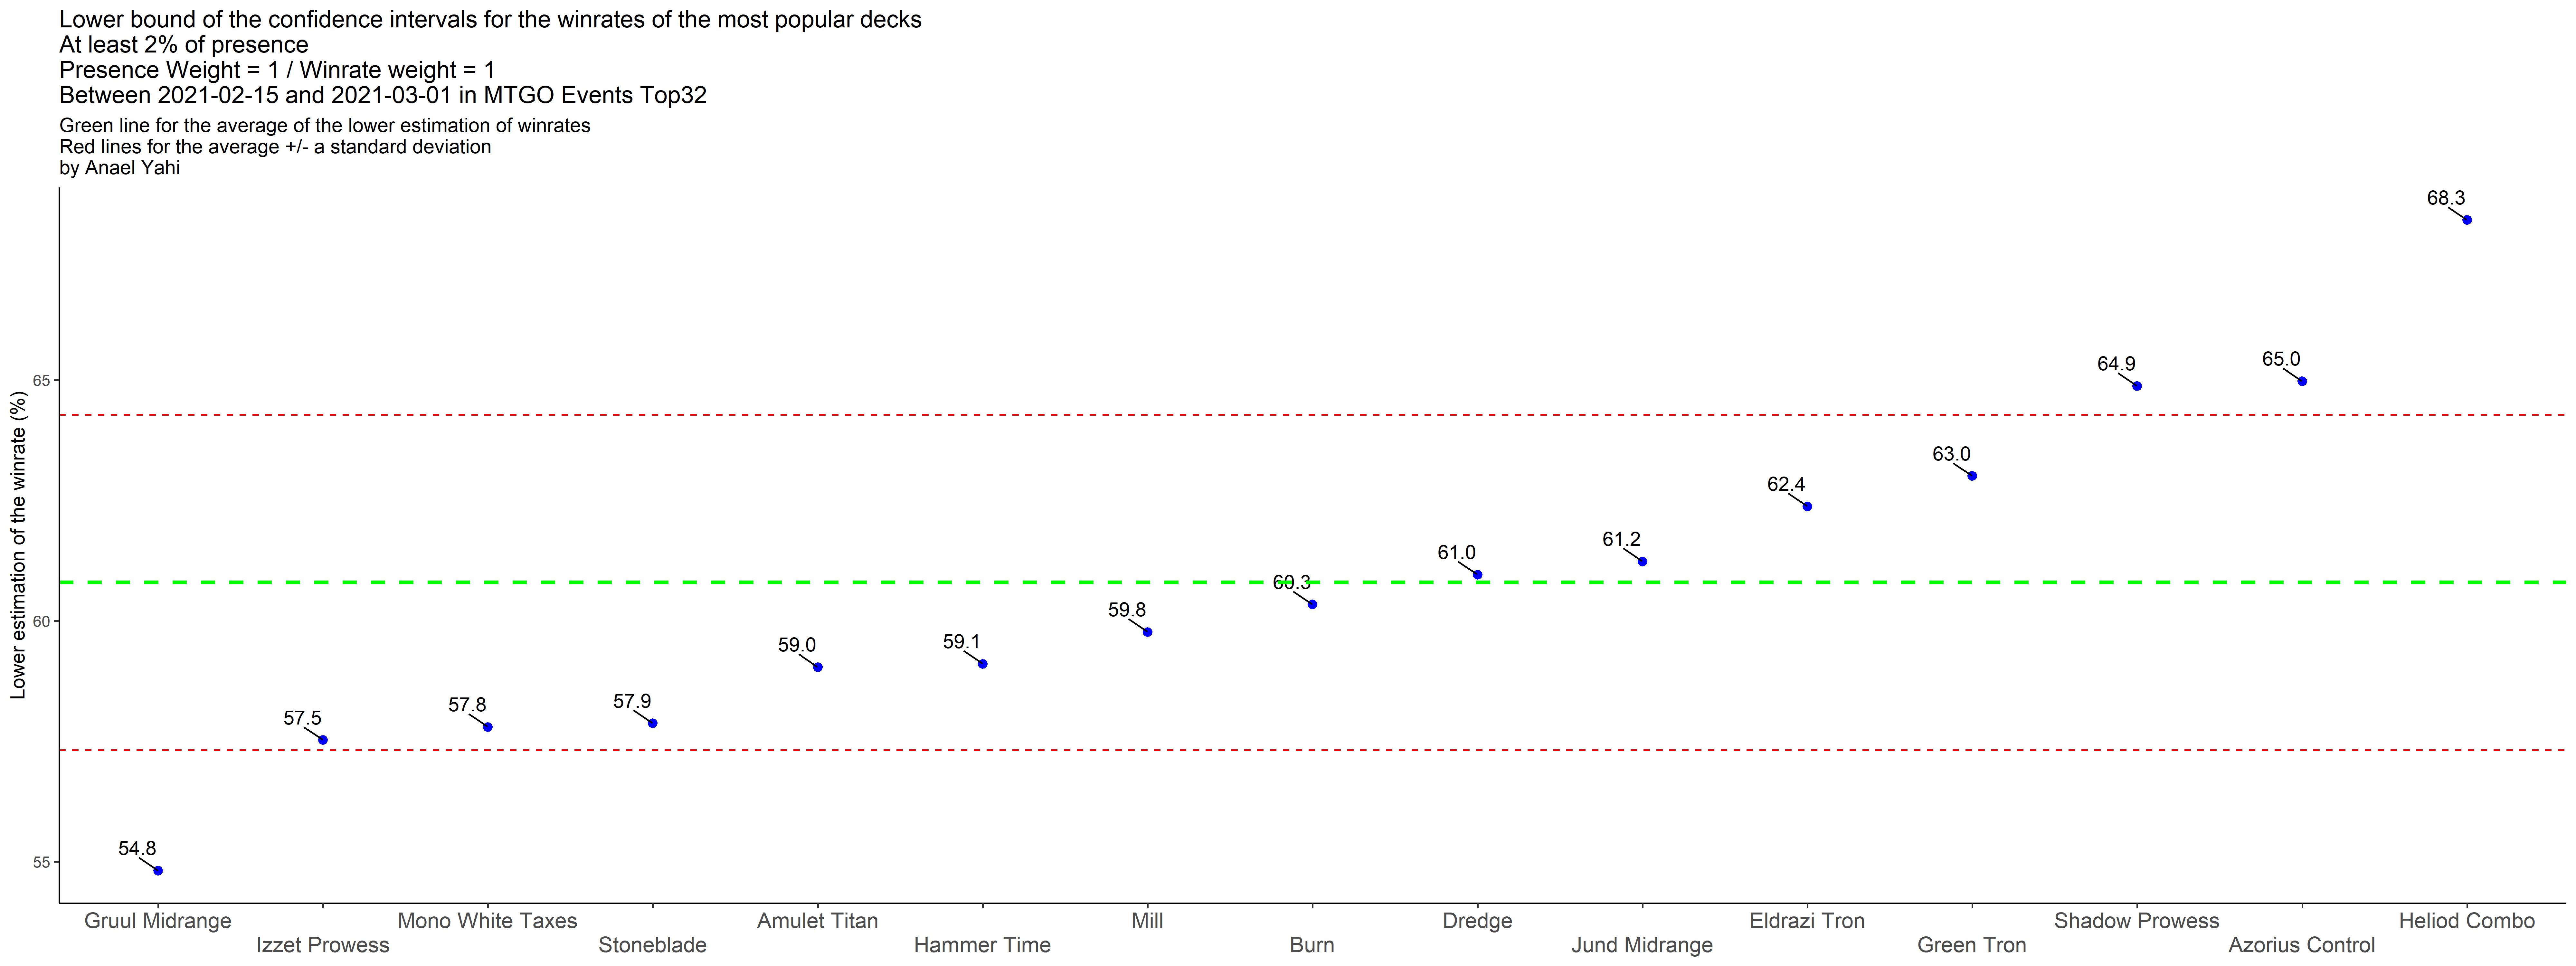 Lower bound of the confidence intervals for the winrates of the most popular decks
At least 2% of presence
Presence Weight = 1 / Winrate weight = 1
Between 2021-02-15 and 2021-03-01 in MTGO Events Top32
Green line for the average of the lower estimation of winrates
Red lines for the average +/- a standard deviation
by Anael Yahi
Lower estimation of the winrate (%)
65
60
55
54.8
57.5
57.8
57.9
59.0
59.1
59.8
60.3
61.0
61.2
62.4
63.0
64.9
65.0
68.3
Gruul Midrange
Izzet Prowess
Mono White Taxes
Stoneblade
Amulet Titan
Hammer Time
Mill
Burn
Dredge
Jund Midrange
Eldrazi Tron
Green Tron
Shadow Prowess
Azorius Control
Heliod Combo